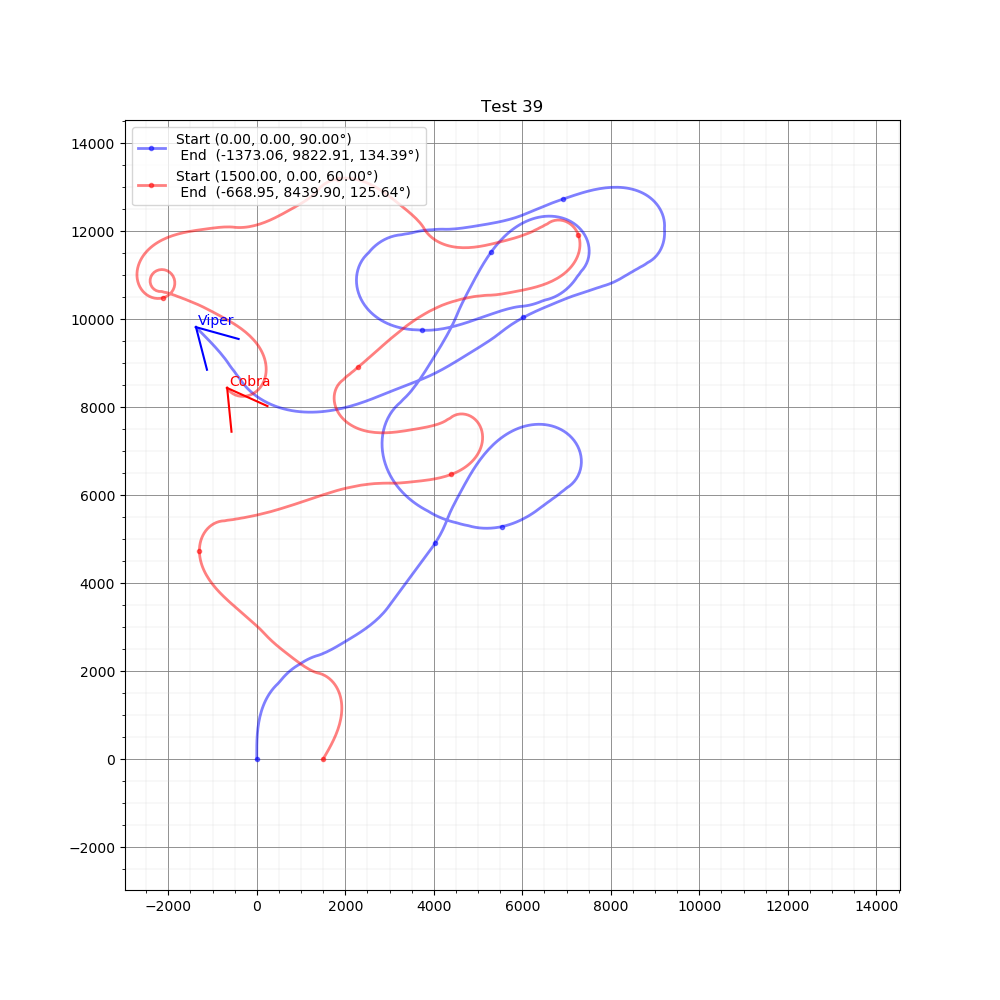 Test 39
Start (0.00, 0.00, 90.00°)
End (-1373.06, 9822.91, 134.39°)
Start (1500.00, 0.00, 60.00°)
End (-668.95, 8439.90, 125.64°)
14000
12000
10000
8000
6000
4000
2000
0
−2000
Viper
Cobra
−2000 0 2000 4000 6000 8000 10000 12000 14000